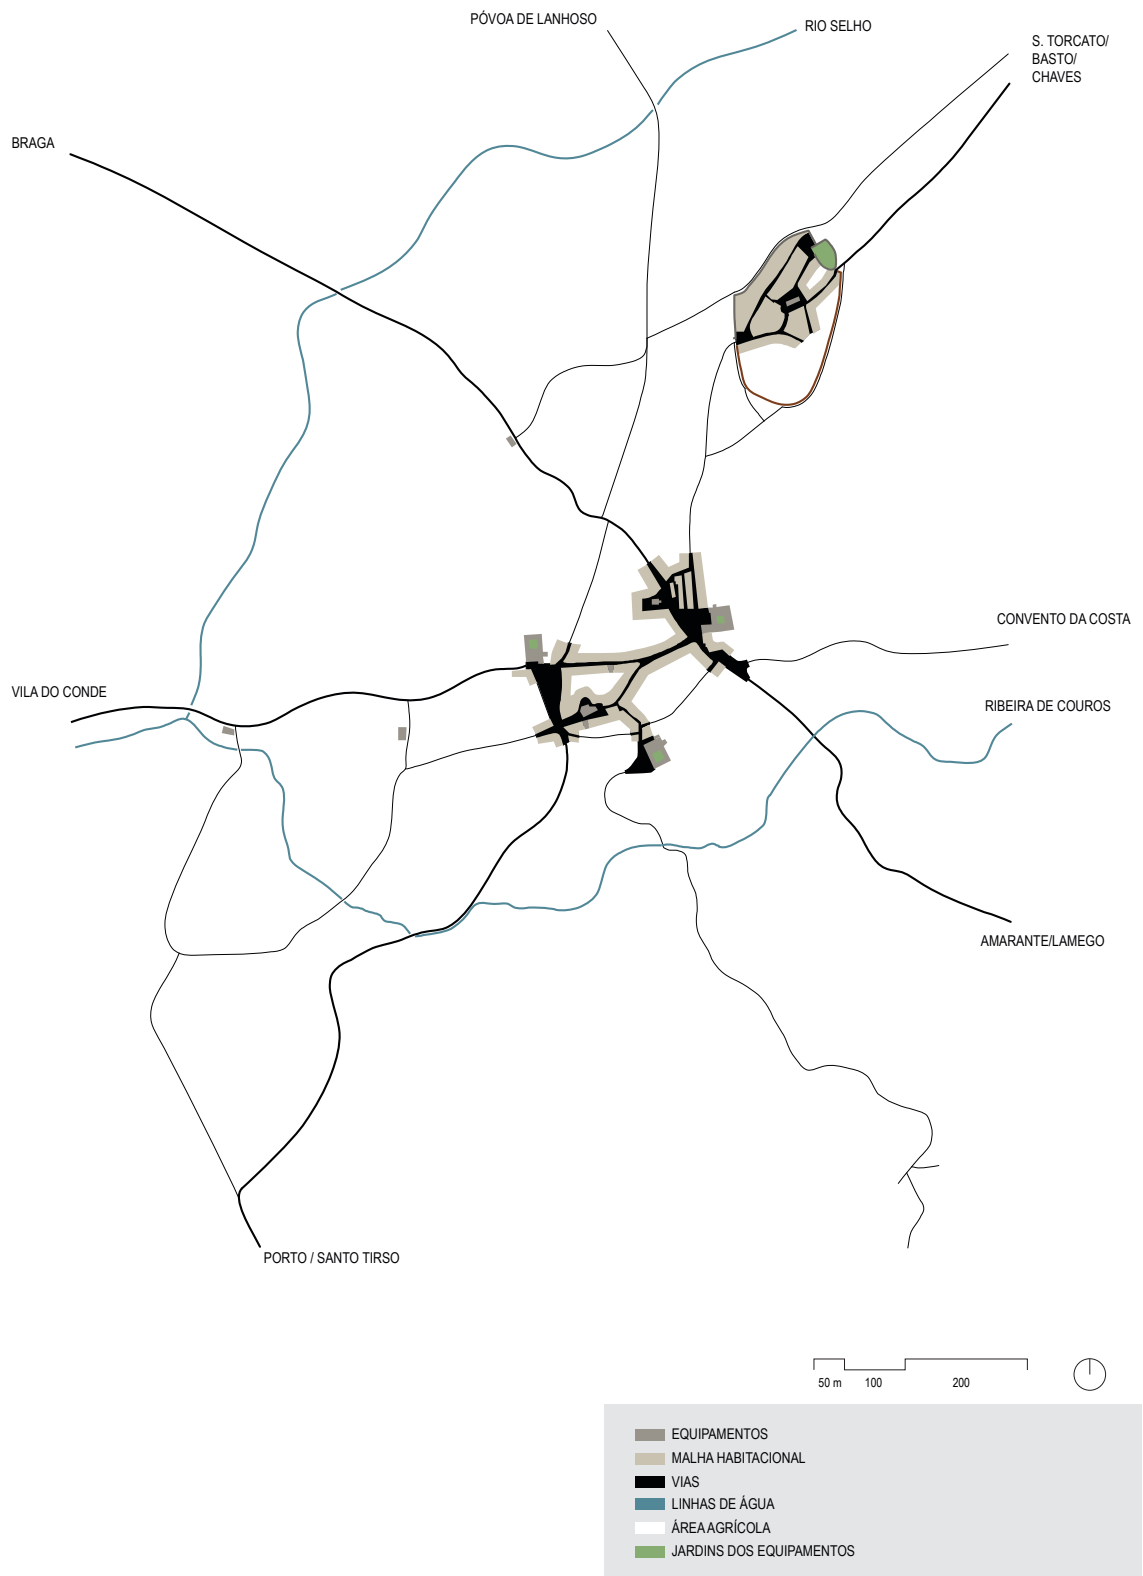 PÓVOA DE LANHOSO
RIO SELHO
S. TORCATO/
BASTO/
CHAVES
BRAGA
CONVENTO DA COSTA
VILA DO CONDE
RIBEIRA DE COUROS
AMARANTE/LAMEGO
PORTO / SANTO TIRSO
50 m 100 200
EQUIPAMENTOS
MALHA HABITACIONAL
VIAS
LINHAS DE ÁGUA
ÁREA AGRÍCOLA
JARDINS DOS EQUIPAMENTOS